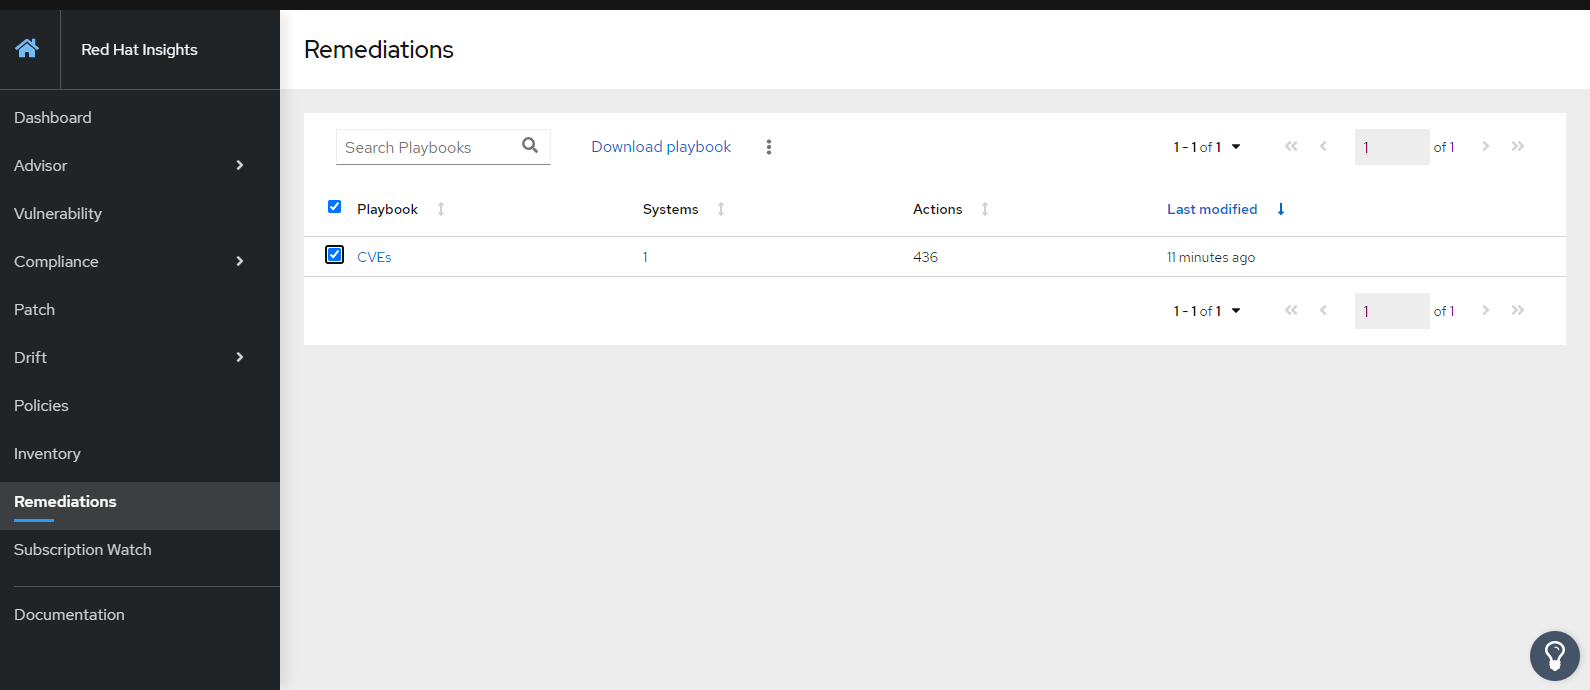 Red Hat Insights
Dashboard
Advisor
Vulnerability
Compliance
Patch
Drift
Policies
Inventory
Remediations
Subscription Watch
Documentation
Remediations
Search Playbooks
Download playbook
1 - 1 of 1
1 of 1
Playbook Systems Actions Last modified
CVEs 1 436 11 minutes ago
1 - 1 of 1
1 of 1